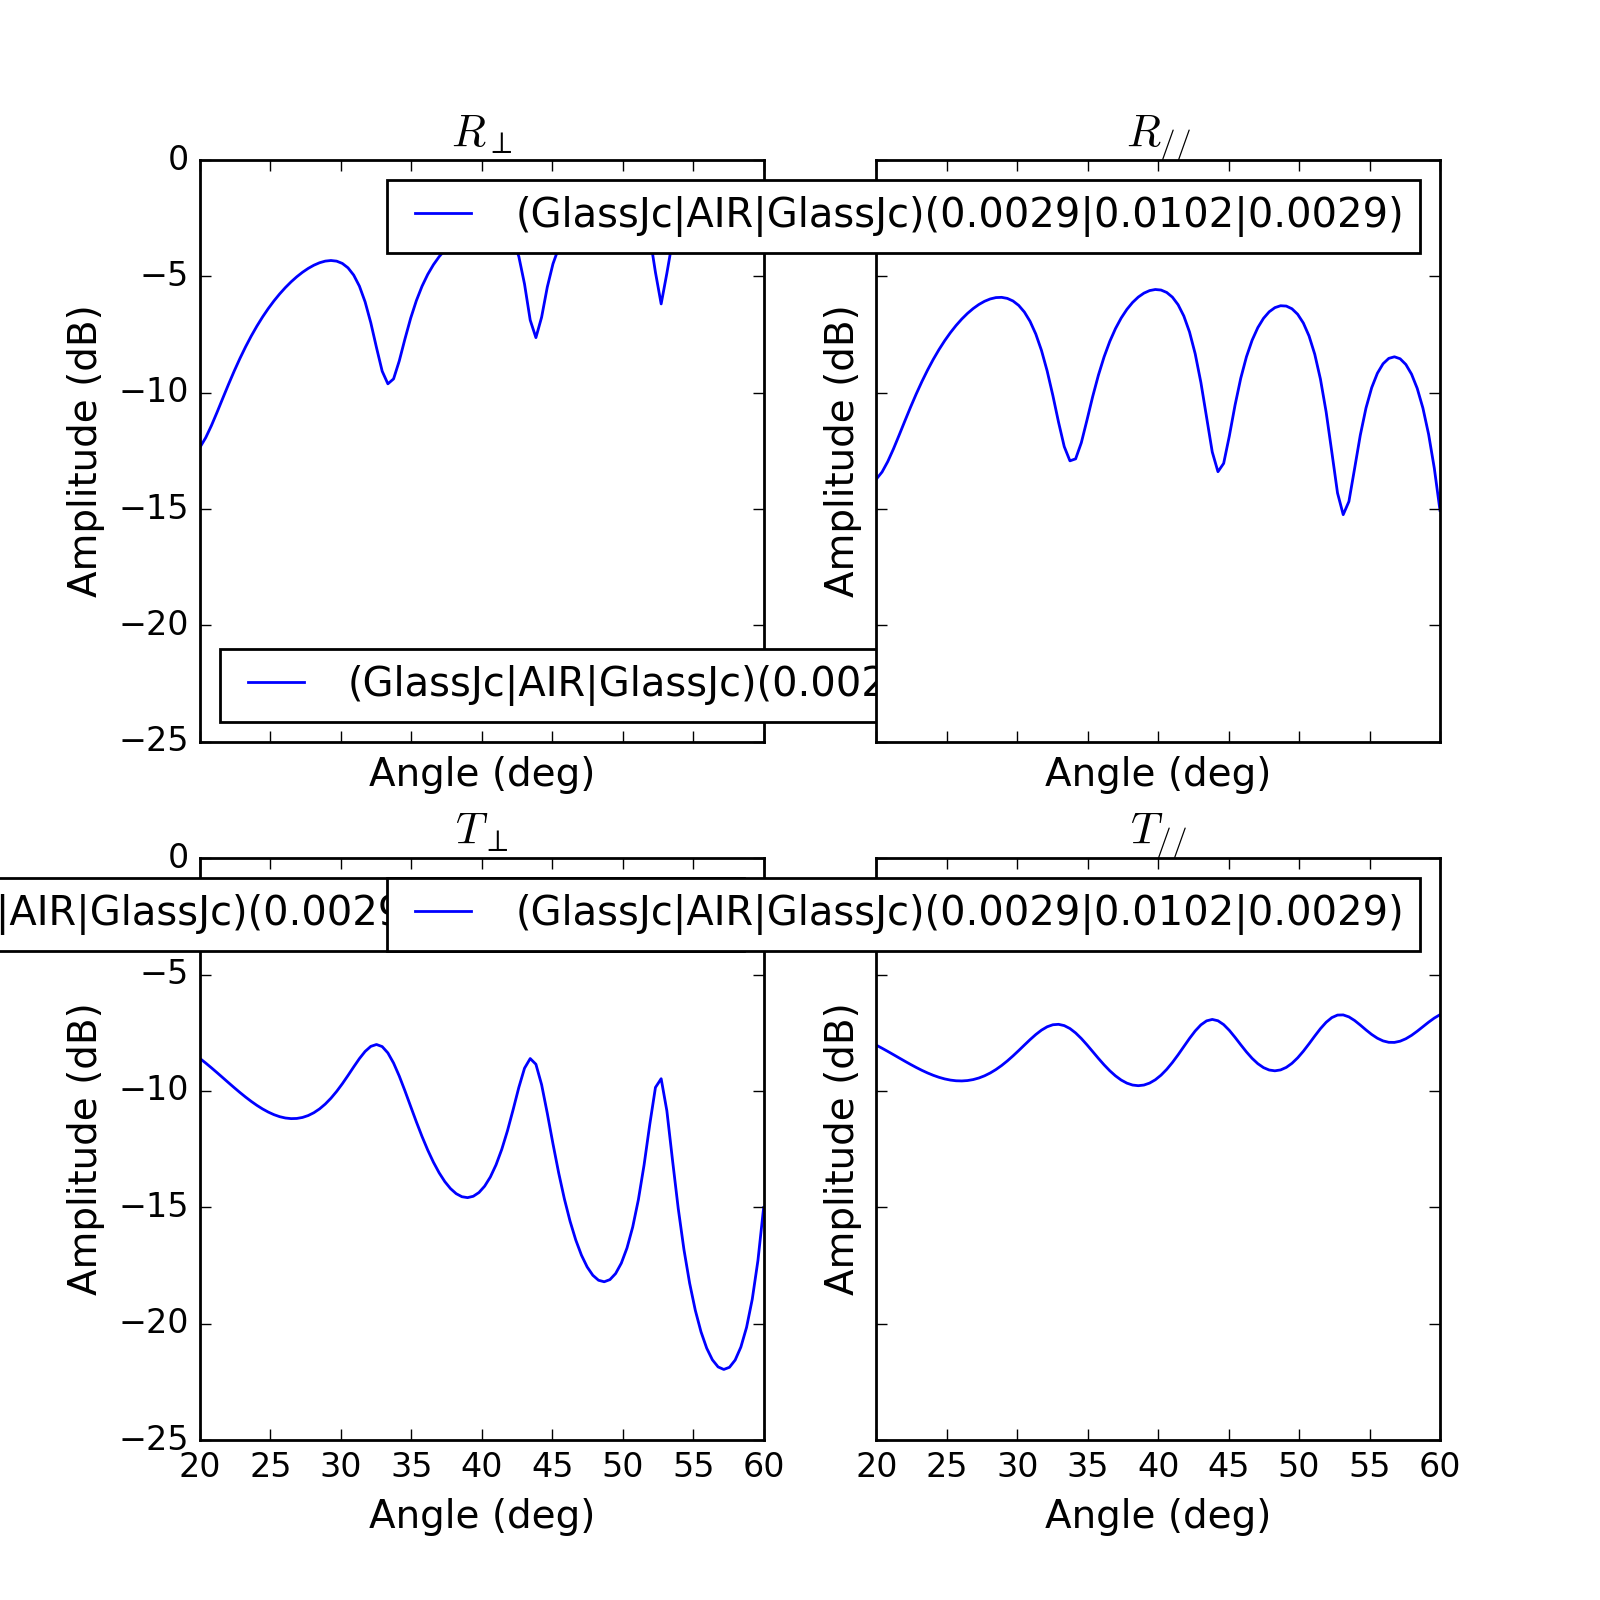 R⊥
R//
0
−5
−10
−15
−20
−25
Amplitude (dB)
(GlassJc|AIR|GlassJc)(0.002
Angle (deg)
(GlassJc|AIR|GlassJc)(0.0029|0.0102|0.0029)
Amplitude (dB)
Angle (deg)
T⊥
T//
0
−5
−10
−15
−20
−25
Amplitude (dB)
|AIR|GlassJc)(0.0029
20 25 30 35 40 45 50 55 60
Angle (deg)
(GlassJc|AIR|GlassJc)(0.0029|0.0102|0.0029)
Amplitude (dB)
20 25 30 35 40 45 50 55 60
Angle (deg)